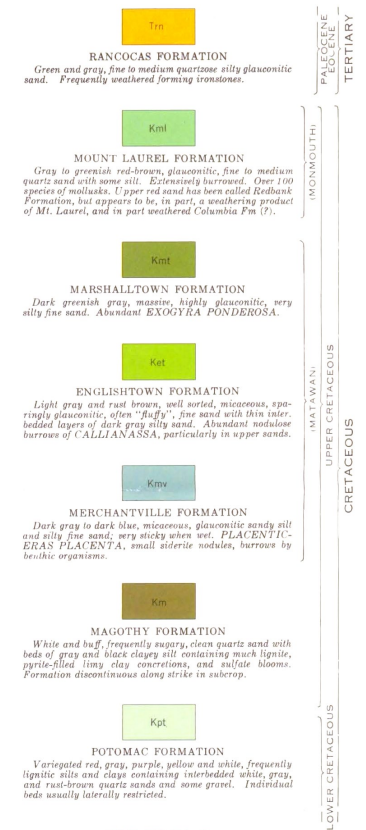 Trn
RANCOCAS FORMATION
Green and gray, fine to medium quartzose silty glauconitic
sand. Frequently weathered forming ironstones.
PALEOCENE
EOCENE
TERTIARY
Kml
MOUNT LAUREL FORMATION
Gray to greenish red-brown, glauconitic, fine to medium
quartz sand with some silt. Extensively burrowed. Over 100
species of mollusks. Upper red sand has been called Redbank
Formation, but appears to be, in part, a weathering product
of Mt. Laurel, and in part weathered Columbia Fm (?).
(MONMOUTH)
Kmt
MARSHALLTOWN FORMATION
Dark greenish gray, massive, highly glauconitic, very
silty fine sand. Abundant EXOGYRA PONDEROSA.
Ket
ENGLISHTOWN FORMATION
Light gray and rust brown, well sorted, micaceous, spa-
ringly glauconitic, often "fluffy", fine sand with thin inter.
bedded layers of dark gray silty sand. Abundant nodulose
burrows of CALLIANASSA, particularly in upper sands.
Kmv
MERCHANTVILLE FORMATION
Dark gray to dark blue, micaceous, glauconitic sandy silt
and silty fine sand; very sticky when wet. PLACENTIC-
ERAS PLACENTA, small siderite nodules, burrows by
benthic organisms.
(MATAWAN)
Km
MAGOTHY FORMATION
White and buff, frequently sugary, clean quartz sand with
beds of gray and black clayey silt containing much lignite,
pyrite-filled limy clay concretions, and sulfate blooms.
Formation discontinuous along strike in subcrop.
UPPER CRETACEOUS
CRETACEOUS
Kpt
POTOMAC FORMATION
Variegated red, gray, purple, yellow and white, frequently
lignitic silts and clays containing interbedded white, gray,
and rust-brown quartz sands and some gravel. Individual
beds usually laterally restricted.
LOWER CRETACEOUS